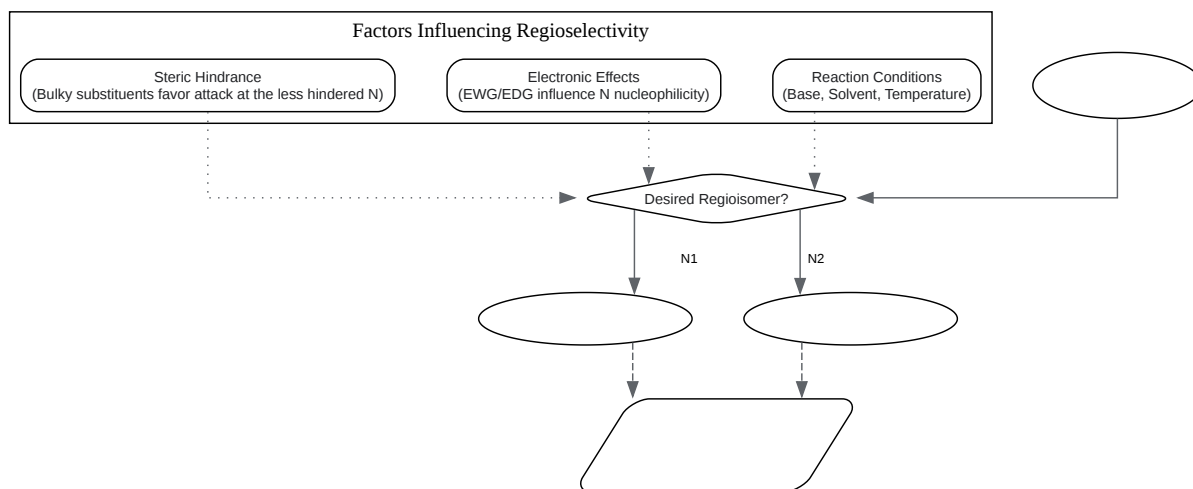 Factors Influencing Regioselectivity
Steric Hindrance
(Bulky substituents favor attack at the less hindered N)
Electronic Effects
(EWG/EDG influence N nucleophilicity)
Reaction Conditions
(Base, Solvent, Temperature)
Desired Regioisomer?
N1
N2